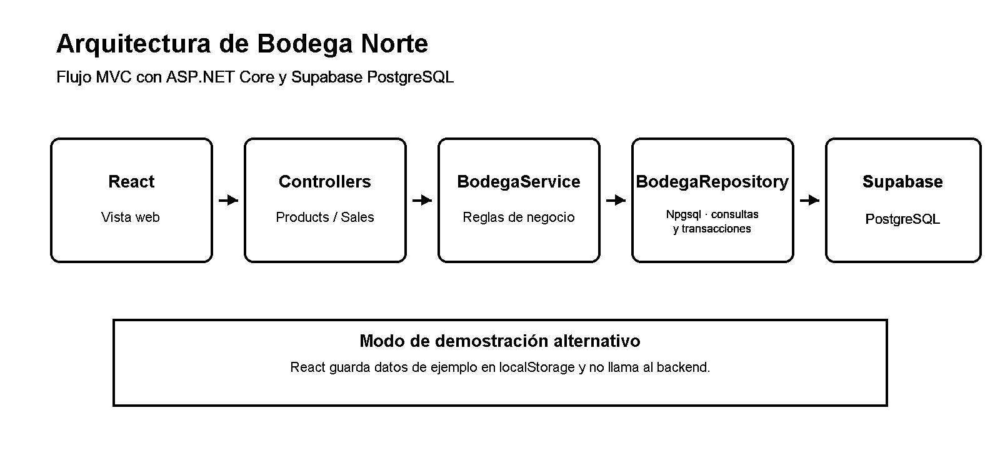 Arquitectura de Bodega Norte
Flujo MVC con ASP.NET Core y Supabase PostgreSQL
React
Vista web
Controllers
Products / Sales
BodegaService
Reglas de negocio
BodegaRepository
Npgsql · consultas
y transacciones
Supabase
PostgreSQL
Modo de demostración alternativo
React guarda datos de ejemplo en localStorage y no llama al backend.